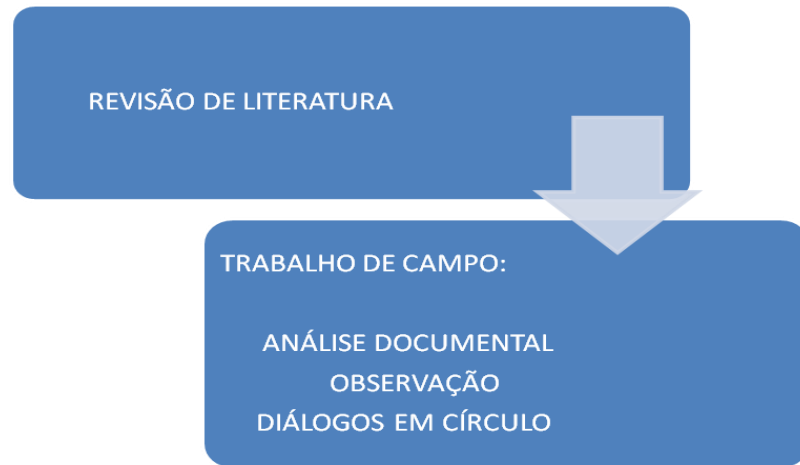 REVISÃO DE LITERATURA
TRABALHO DE CAMPO:
ANÁLISE DOCUMENTAL
OBSERVAÇÃO
DIÁLOGOS EM CÍRCULO